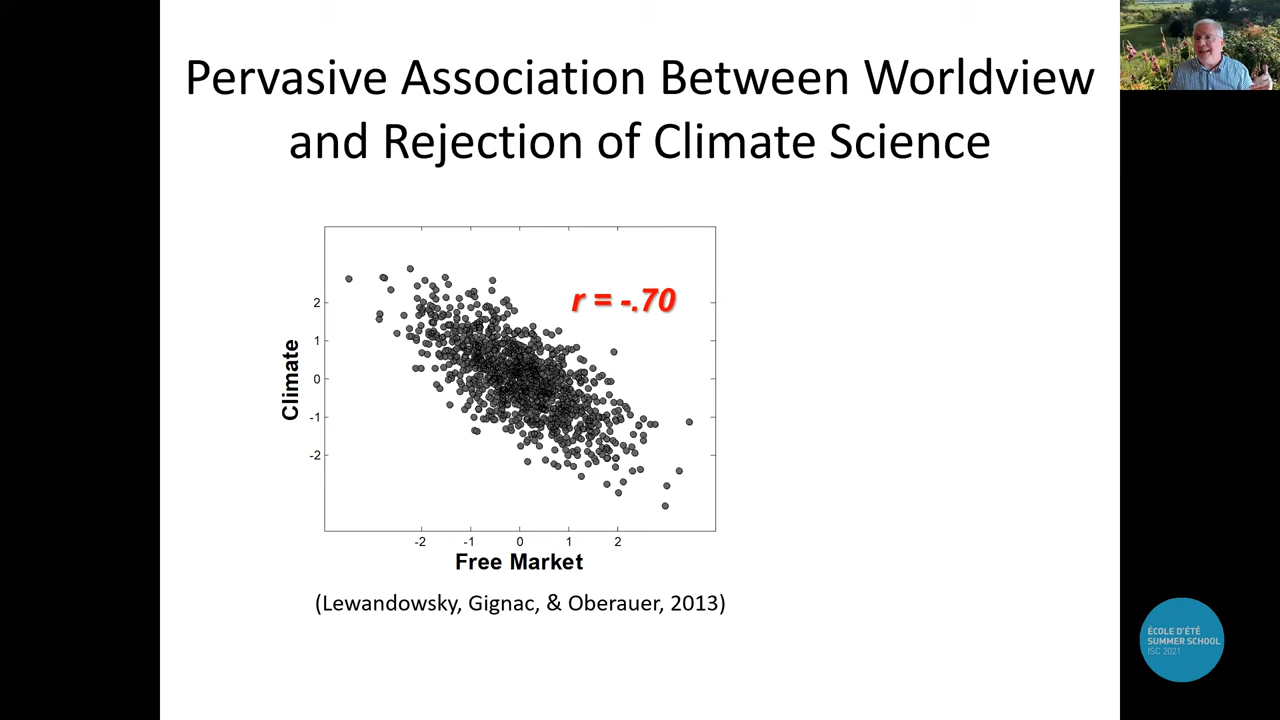 Pervasive Association Between Worldview
and Rejection of Climate Science
r = -.70
Climate
2
1
0
-1
-2
-2 -1 0 1 2
Free Market
(Lewandowsky, Gignac, & Oberauer, 2013)
ÉCOLE D'ÉTÉ
SUMMER SCHOOL
ISC 2021